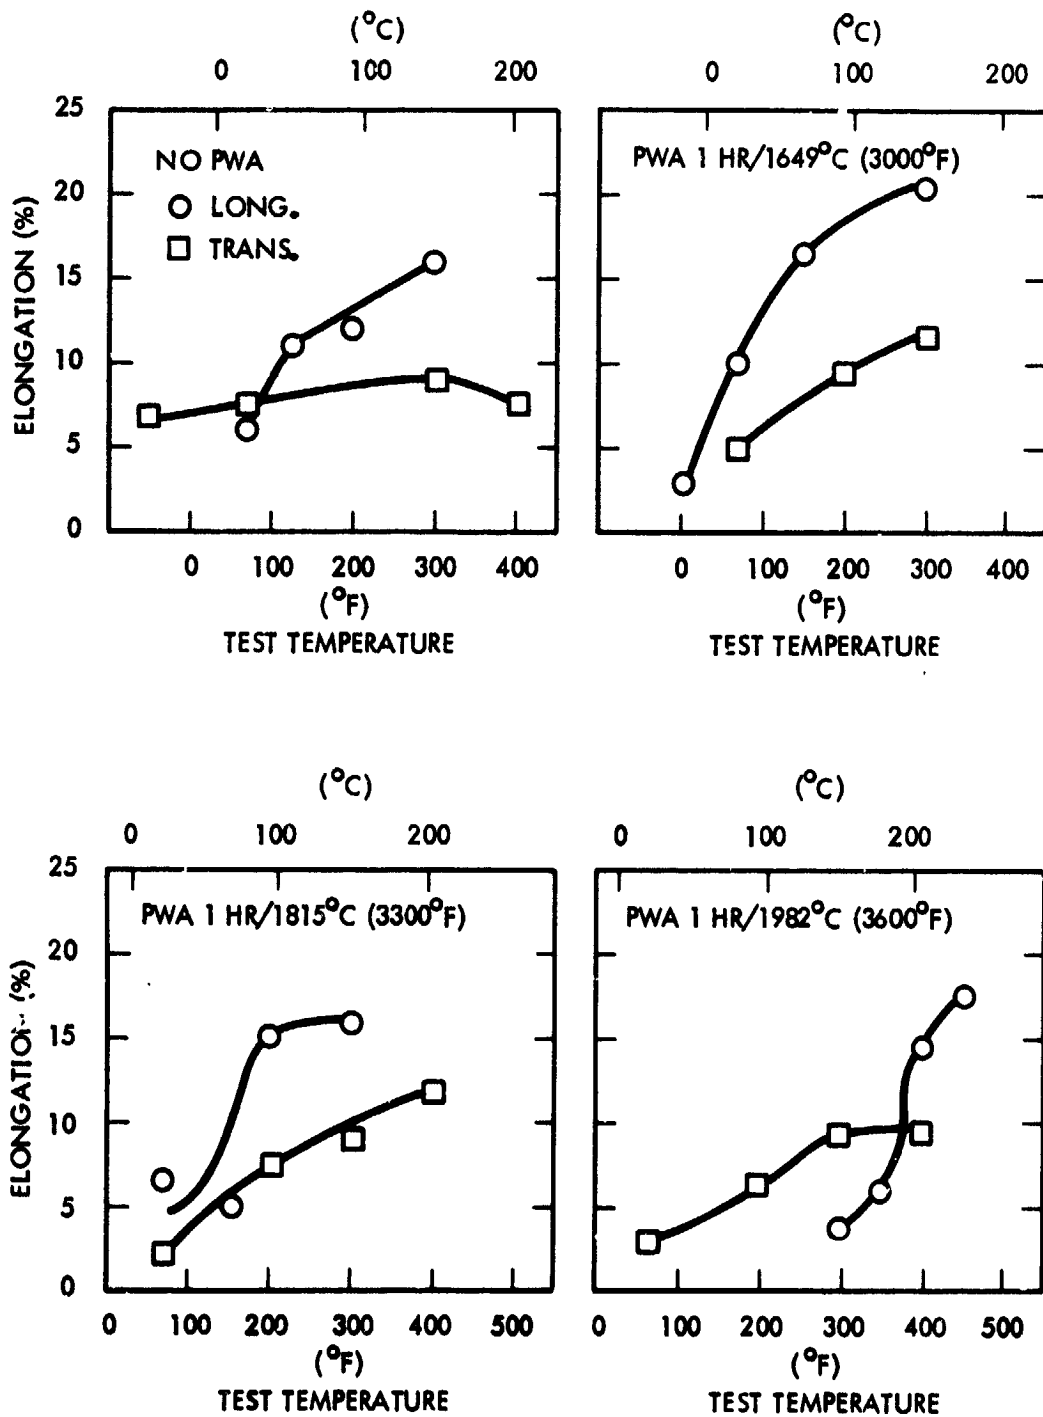 (°C)
0 100 200
25
20
15
10
5
0
ELONGATION (%)
NO PWA
LONG.
TRANS.
0 100 200 300 400
(°F)
TEST TEMPERATURE
(°C)
0 100 200
PWA 1 HR/1649°C (3000°F)
0 100 200 300 400
(°F)
TEST TEMPERATURE
(°C)
0 100 200
25
20
15
10
5
0
ELONGATION (%)
PWA 1 HR/1815°C (3300°F)
0 100 200 300 400 500
(°F)
TEST TEMPERATURE
(°C)
0 100 200
PWA 1 HR/1982°C (3600°F)
0 100 200 300 400 500
(°F)
TEST TEMPERATURE